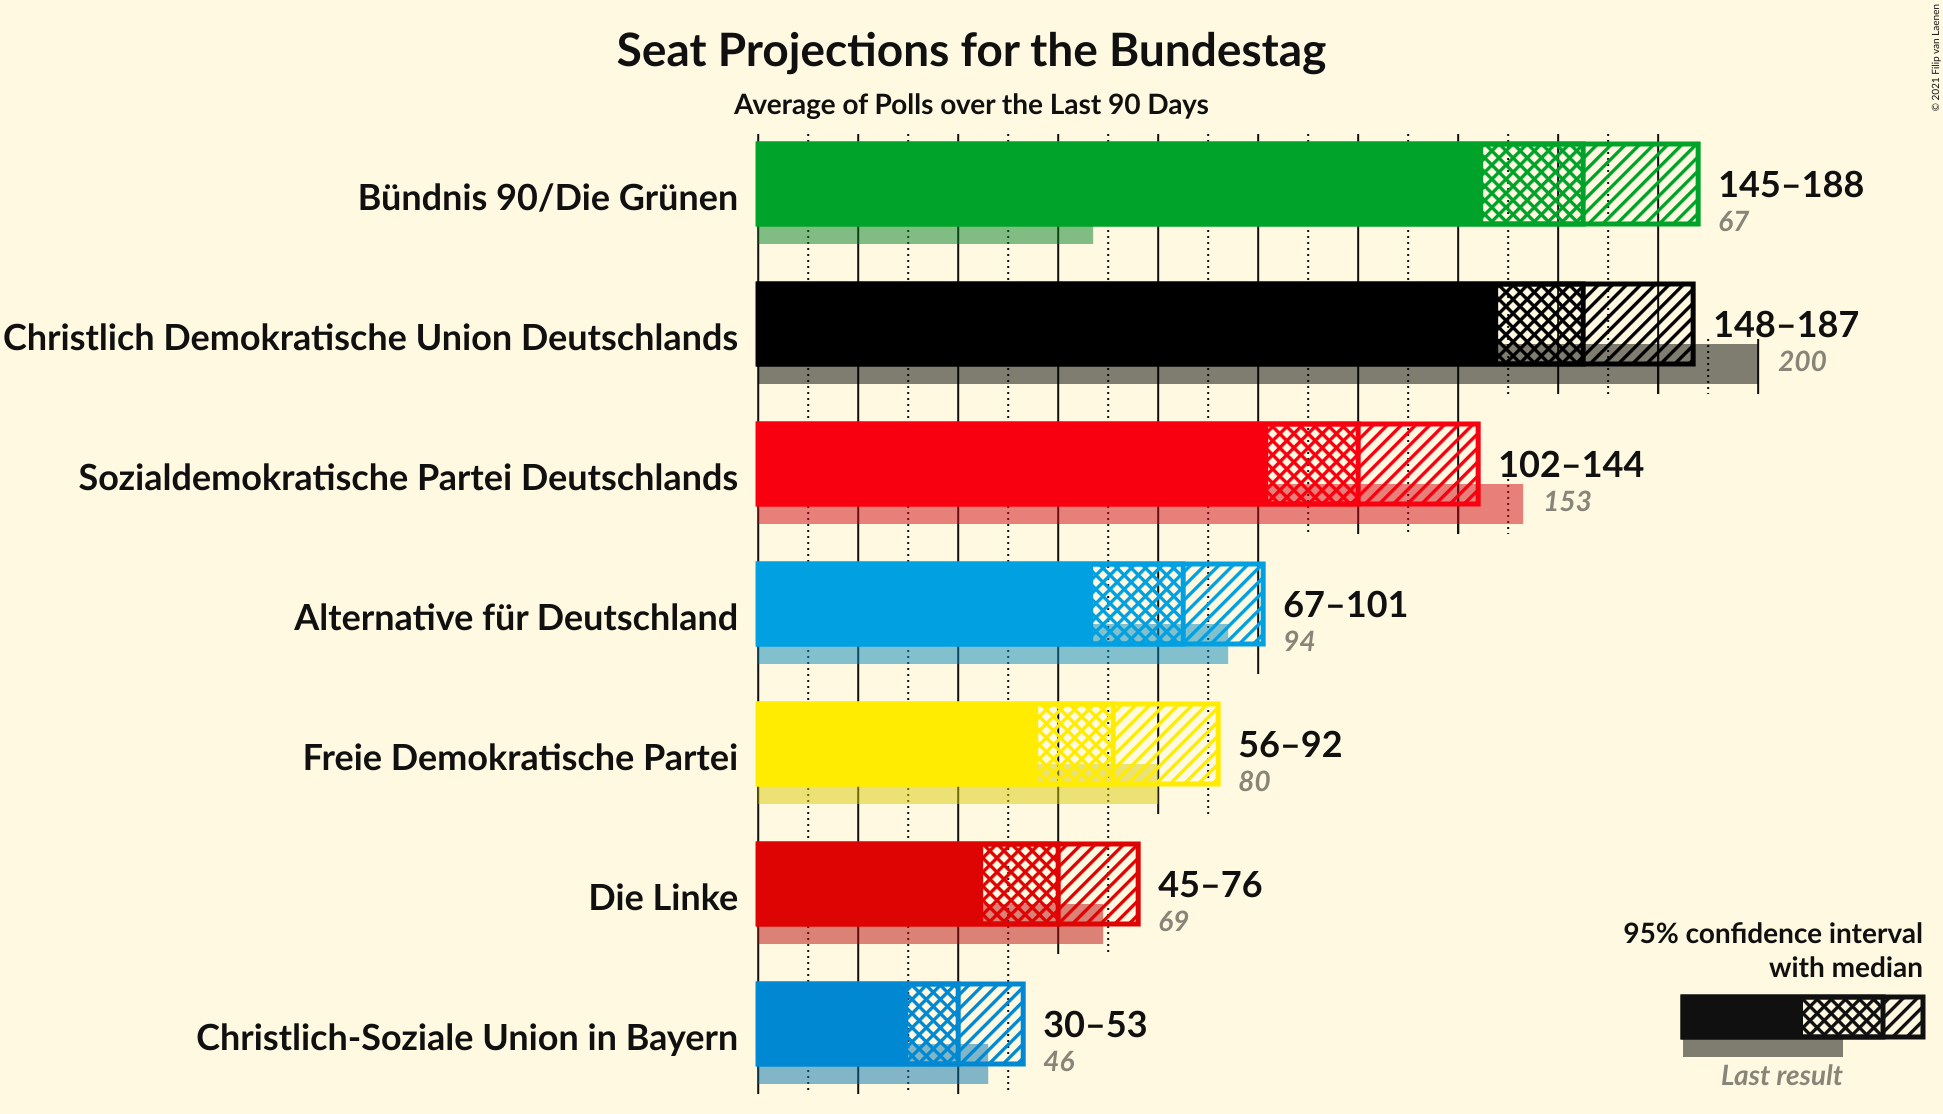 Seat Projections for the Bundestag
Average of Polls over the Last 90 Days
© 2021 Filip van Laenen
Bündnis 90/Die Grünen
145–188
67
Christlich Demokratische Union Deutschlands
148–187
200
Sozialdemokratische Partei Deutschlands
102–144
153
Alternative für Deutschland
67–101
94
Freie Demokratische Partei
56–92
80
Die Linke
45–76
69
Christlich-Soziale Union in Bayern
30–53
46
95% confidence interval
with median
Last result